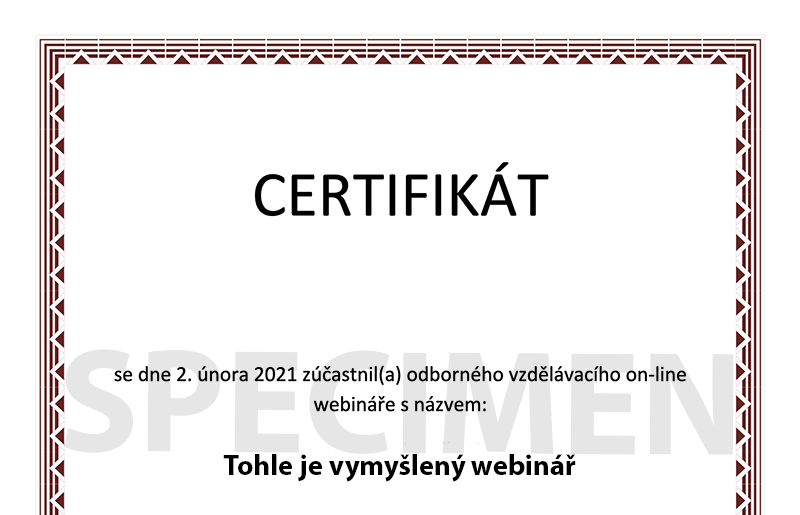 CERTIFIKÁT
SPECIMEN
se dne 2. února 2021 zúčastnil(a) odborného vzdělávacího on-line
webináře s názvem:
Tohle je vymyšlený webinář